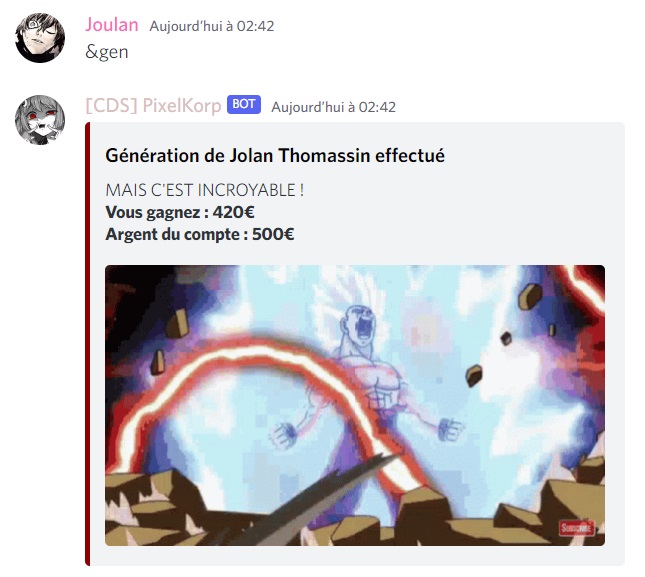 Joulan Aujourd'hui à 02:42
&gen
[CDS] PixelKorp BOT Aujourd'hui à 02:42
Génération de Jolan Thomassin effectué
MAIS C'EST INCROYABLE !
Vous gagnez : 420€
Argent du compte : 500€
SUBSCRIBE